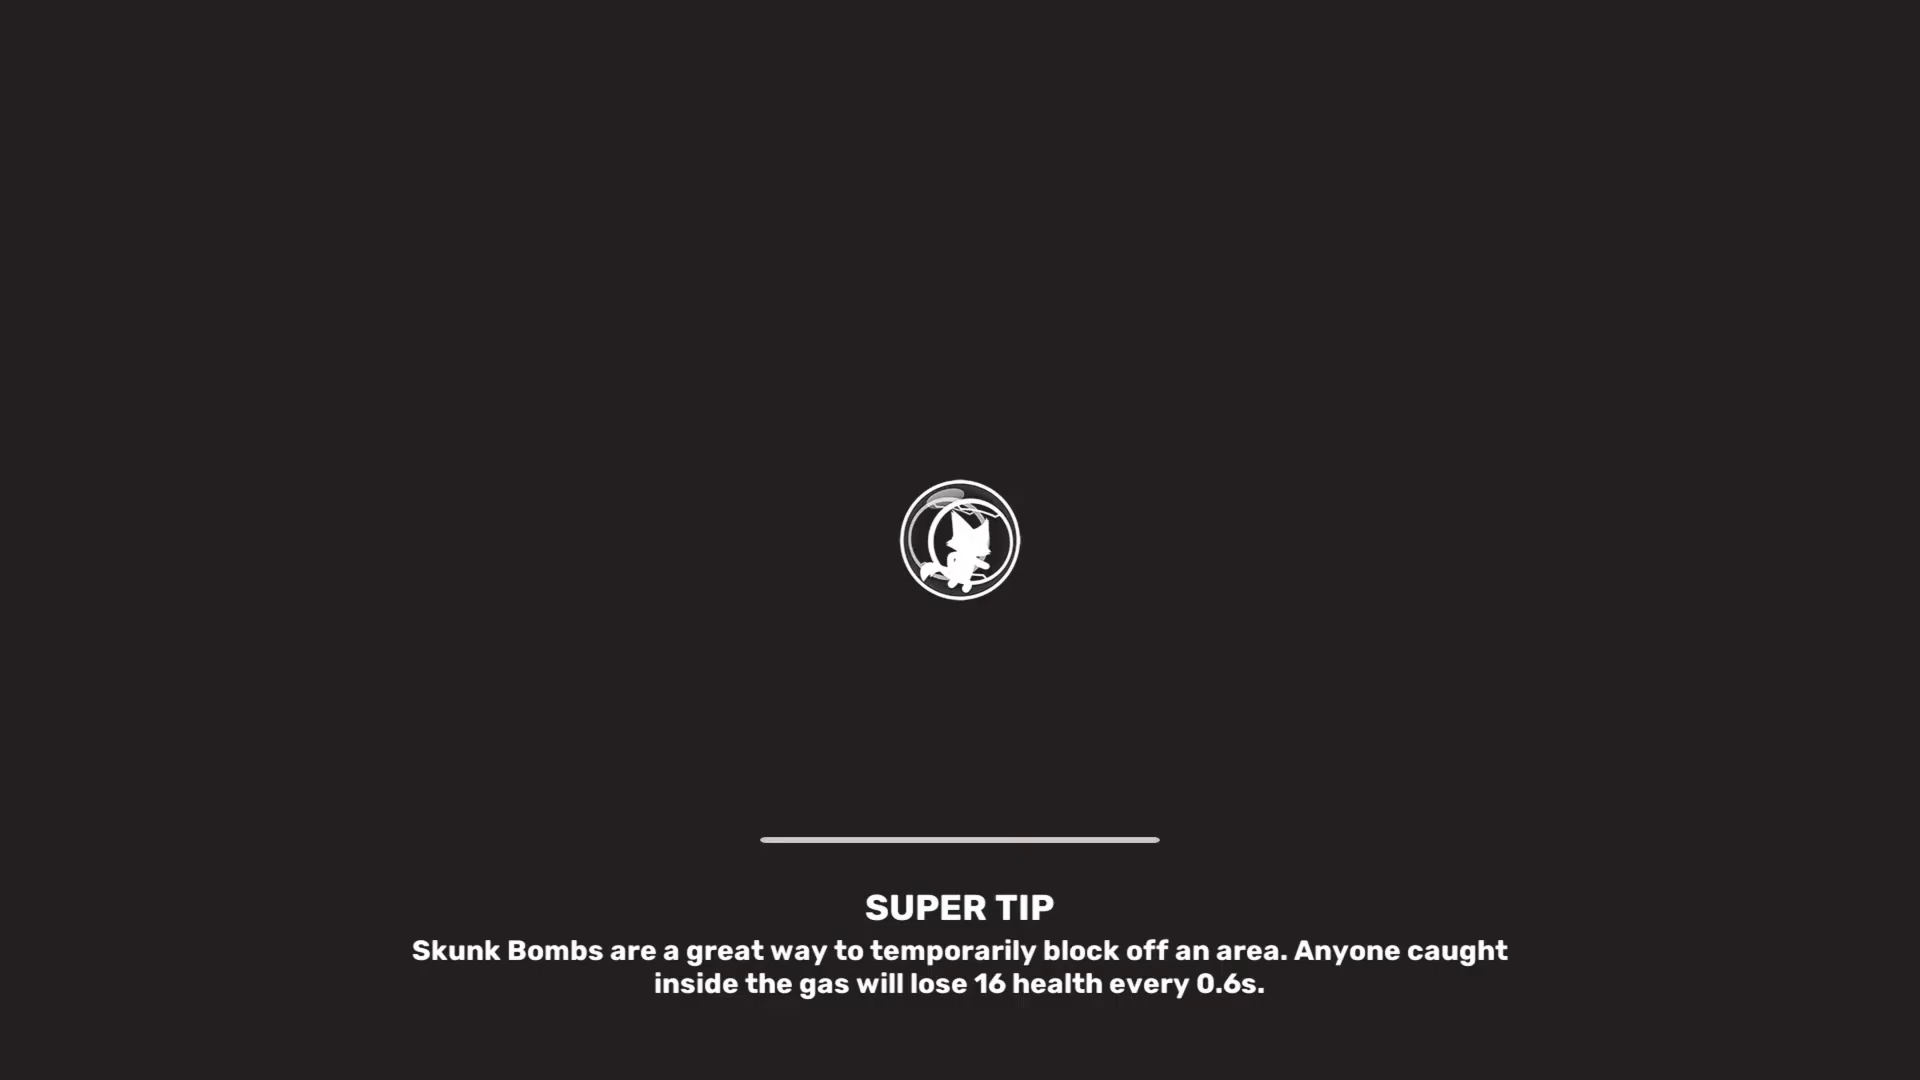 SUPER TIP
Skunk Bombs are a great way to temporarily block off an area. Anyone caught
inside the gas will lose 16 health every 0.6s.